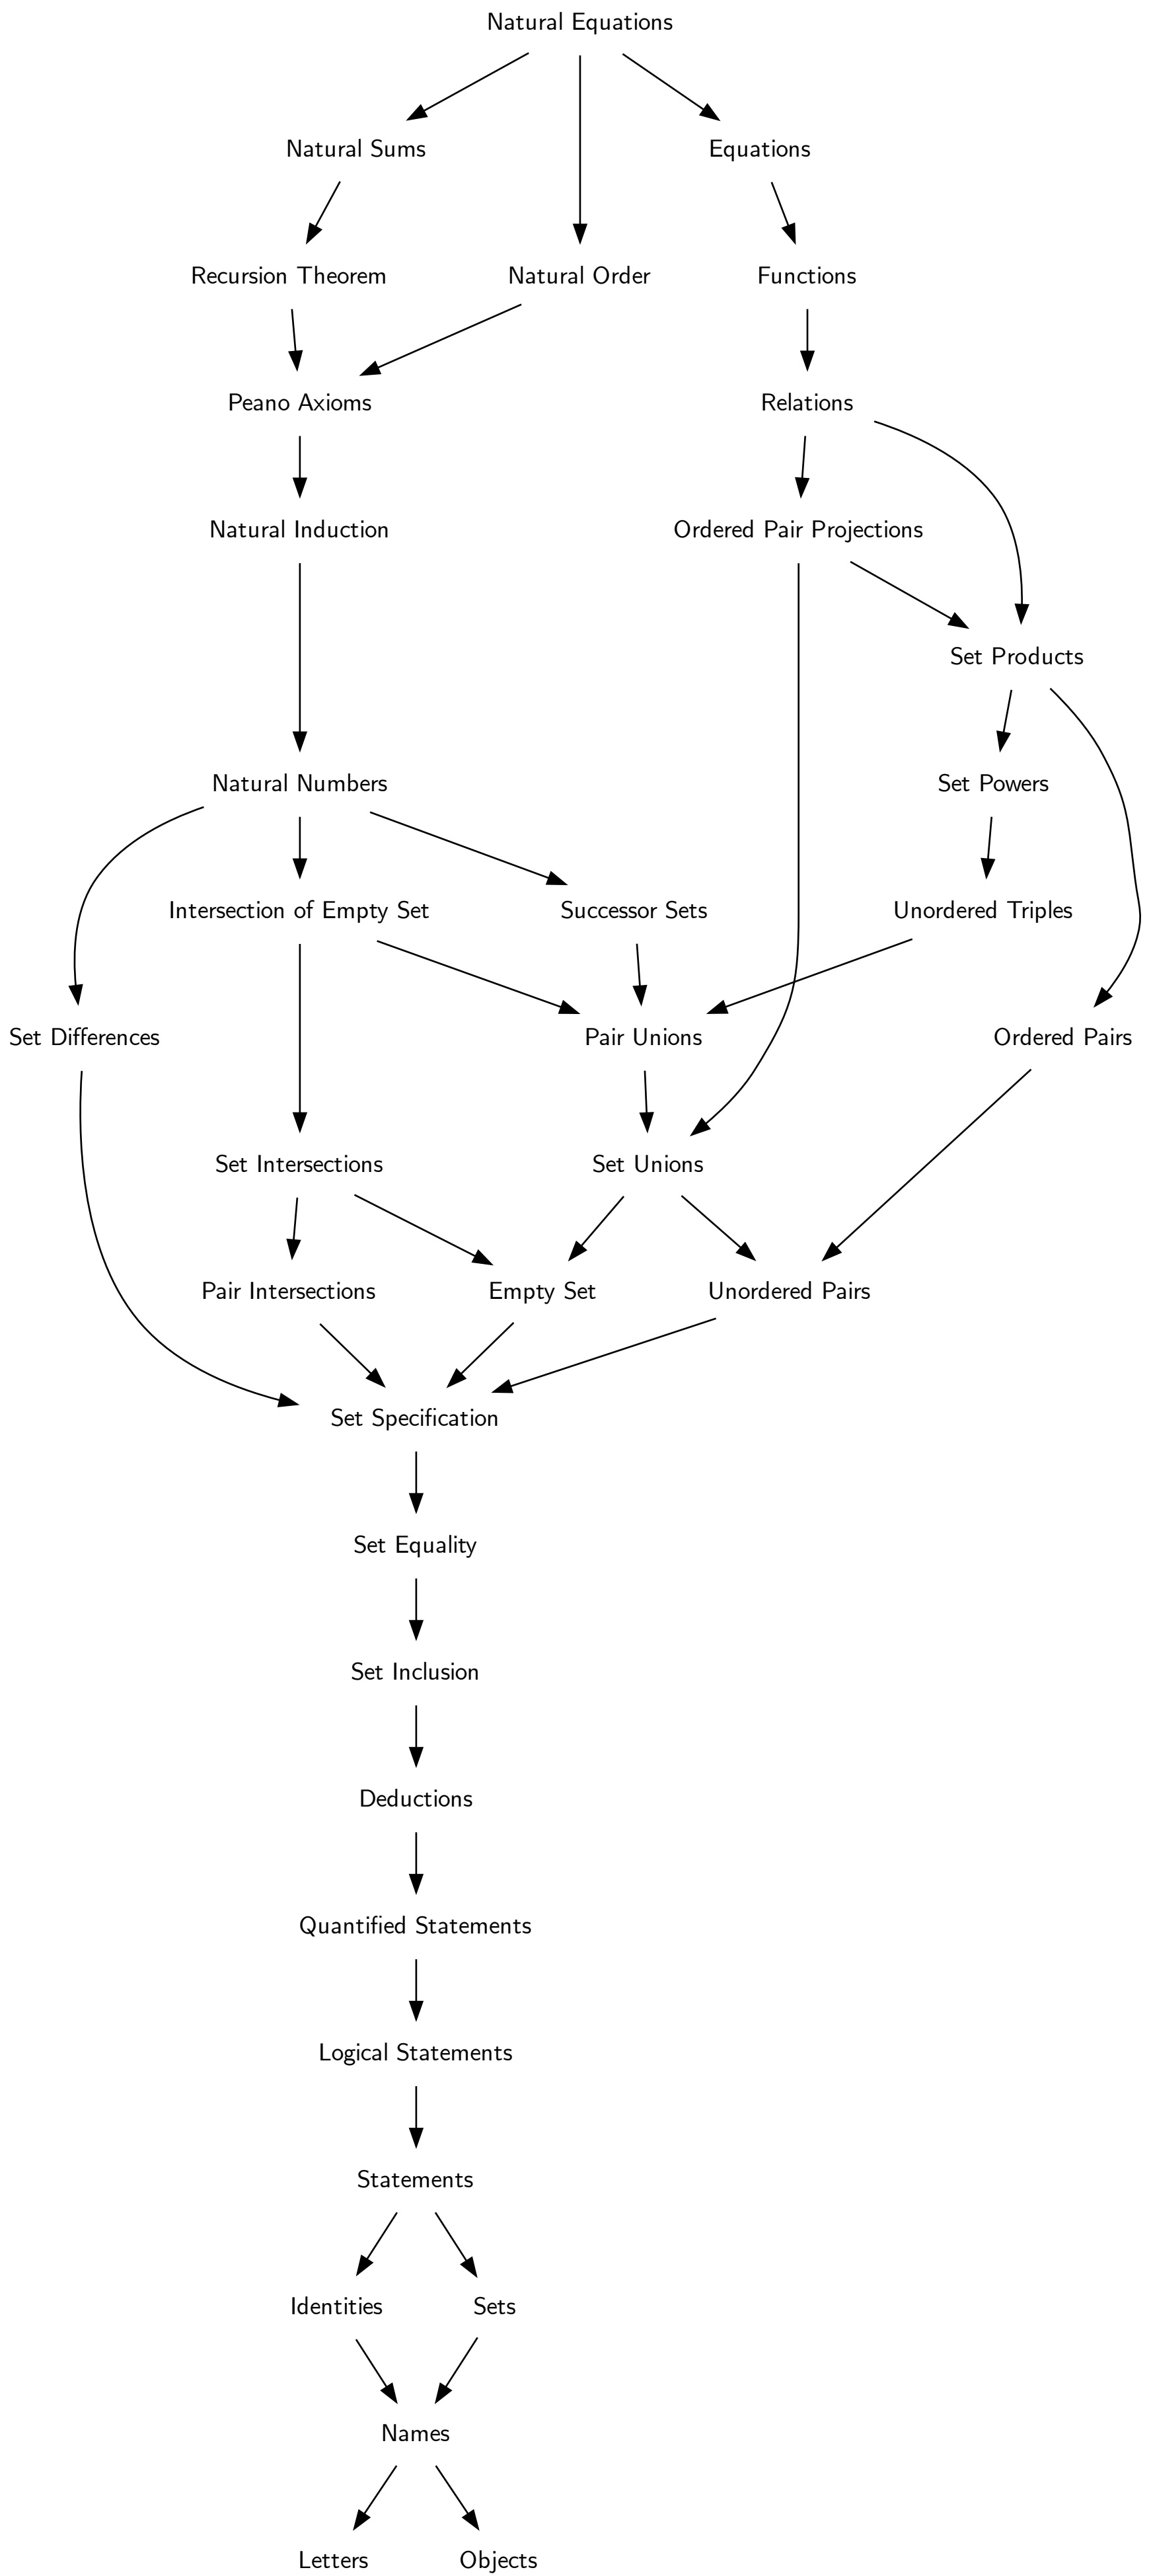 Natural Equations
Natural Sums
Equations
Recursion Theorem
Natural Order
Functions
Peano Axioms
Relations
Natural Induction
Ordered Pair Projections
Set Products
Natural Numbers
Set Powers
Intersection of Empty Set
Successor Sets
Unordered Triples
Set Differences
Pair Unions
Ordered Pairs
Set Intersections
Set Unions
Pair Intersections
Empty Set
Unordered Pairs
Set Specification
Set Equality
Set Inclusion
Deductions
Quantified Statements
Logical Statements
Statements
Identities
Sets
Names
Letters
Objects